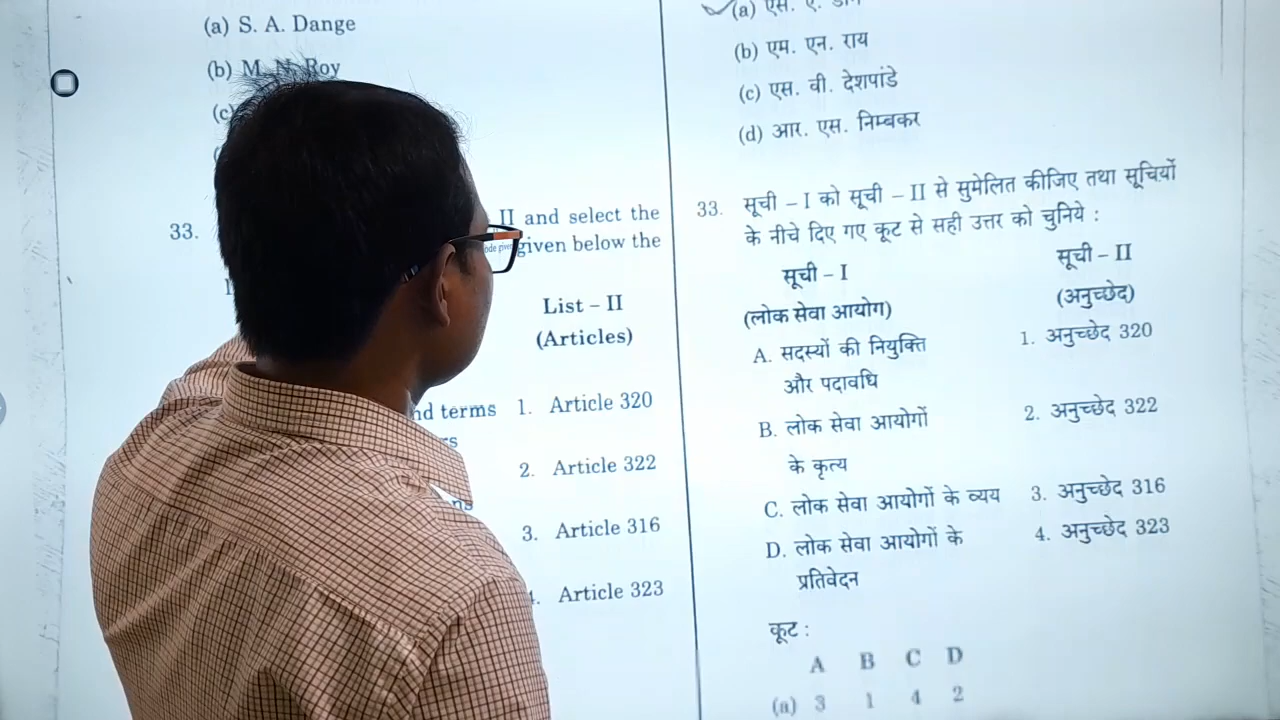 (a) S. A. Dange
(b) M. N. Roy
(c)
33.
II and select the
given below the
List – II
(Articles)
nd terms 1. Article 320
2. Article 322
3. Article 316
Article 323
(a) एस. ए.
(b) एम. एन. राय
(c) एस. वी. देशपांडे
(d) आर. एस. निम्बकर
33. सूची – I को सूची – II से सुमेलित कीजिए तथा सूचियों
के नीचे दिए गए कूट से सही उत्तर को चुनिये :
सूची – I सूची – II
(लोक सेवा आयोग) (अनुच्छेद)
A. सदस्यों की नियुक्ति 1. अनुच्छेद 320
और पदावधि
B. लोक सेवा आयोगों 2. अनुच्छेद 322
के कृत्य
C. लोक सेवा आयोगों के व्यय 3. अनुच्छेद 316
D. लोक सेवा आयोगों के 4. अनुच्छेद 323
प्रतिवेदन
कूट :
A B C D
(a) 3 1 4 2